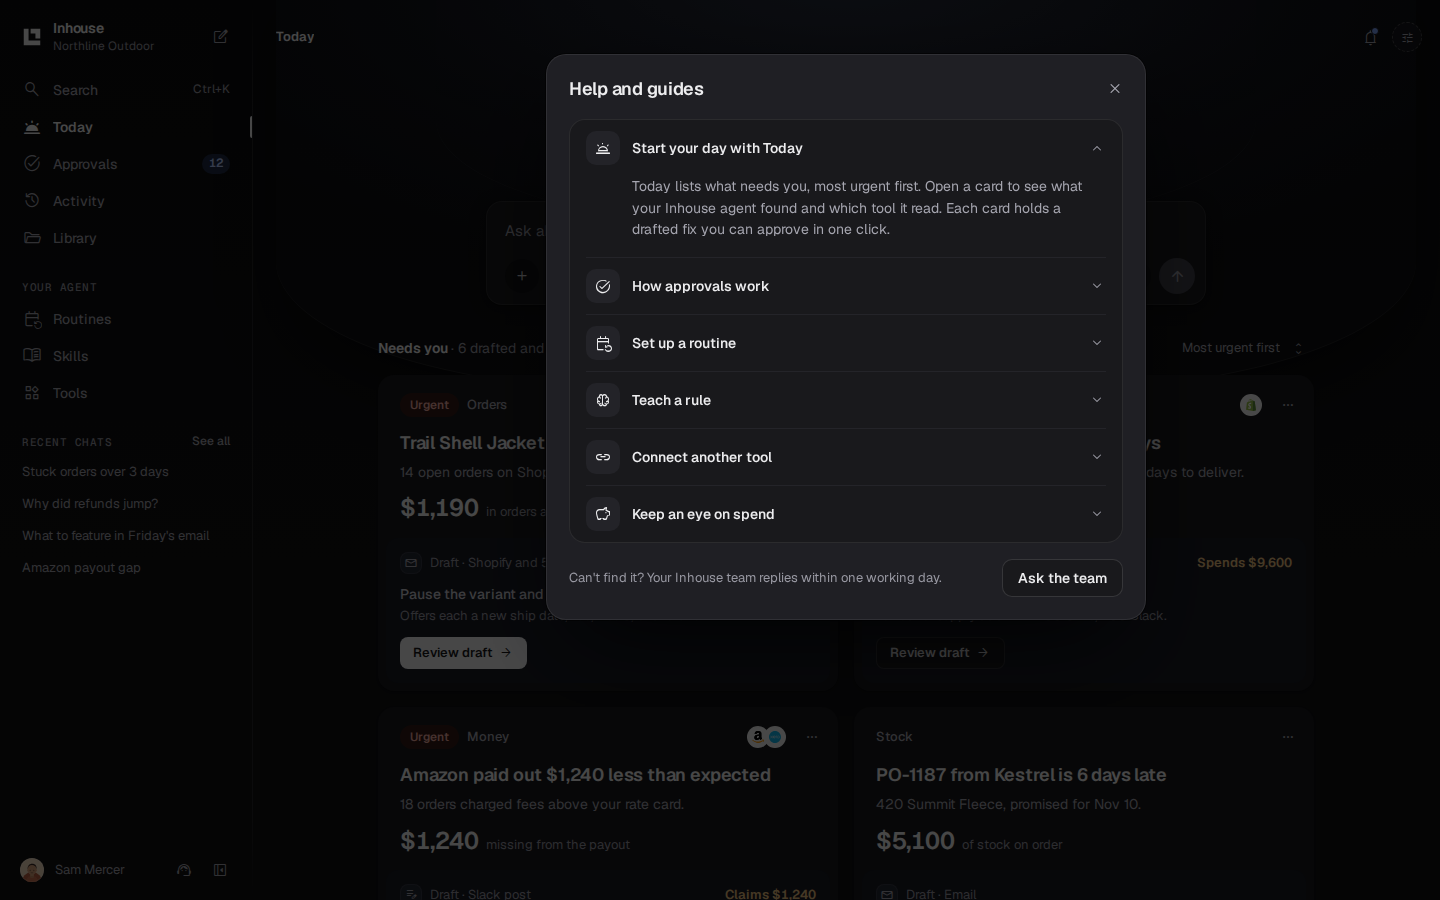 Inhouse
Northline Outdoor
Search
Ctrl+K
Today
Approvals
12
Activity
Library
YOUR AGENT
Routines
Skills
Tools
RECENT CHATS
See all
Stuck orders over 3 days
Why did refunds jump?
What to feature in Friday's email
Amazon payout gap
Sam Mercer
Today
Ask a
Needs you · 6 drafted and
Most urgent first
Help and guides
Start your day with Today
Today lists what needs you, most urgent first. Open a card to see what
your Inhouse agent found and which tool it read. Each card holds a
drafted fix you can approve in one click.
How approvals work
Set up a routine
Teach a rule
Connect another tool
Keep an eye on spend
Can't find it? Your Inhouse team replies within one working day.
Ask the team
Urgent
Orders
Trail Shell Jacket
14 open orders on Shop
$1,190 in orders a
Draft · Shopify and
Pause the variant and
Offers each a new ship
Review draft
days to deliver.
Spends $9,600
Review draft
Urgent
Money
Amazon paid out $1,240 less than expected
18 orders charged fees above your rate card.
$1,240 missing from the payout
Draft · Slack post
Claims $1,240
Stock
PO-1187 from Kestrel is 6 days late
420 Summit Fleece, promised for Nov 10.
$5,100 of stock on order
Draft · Email